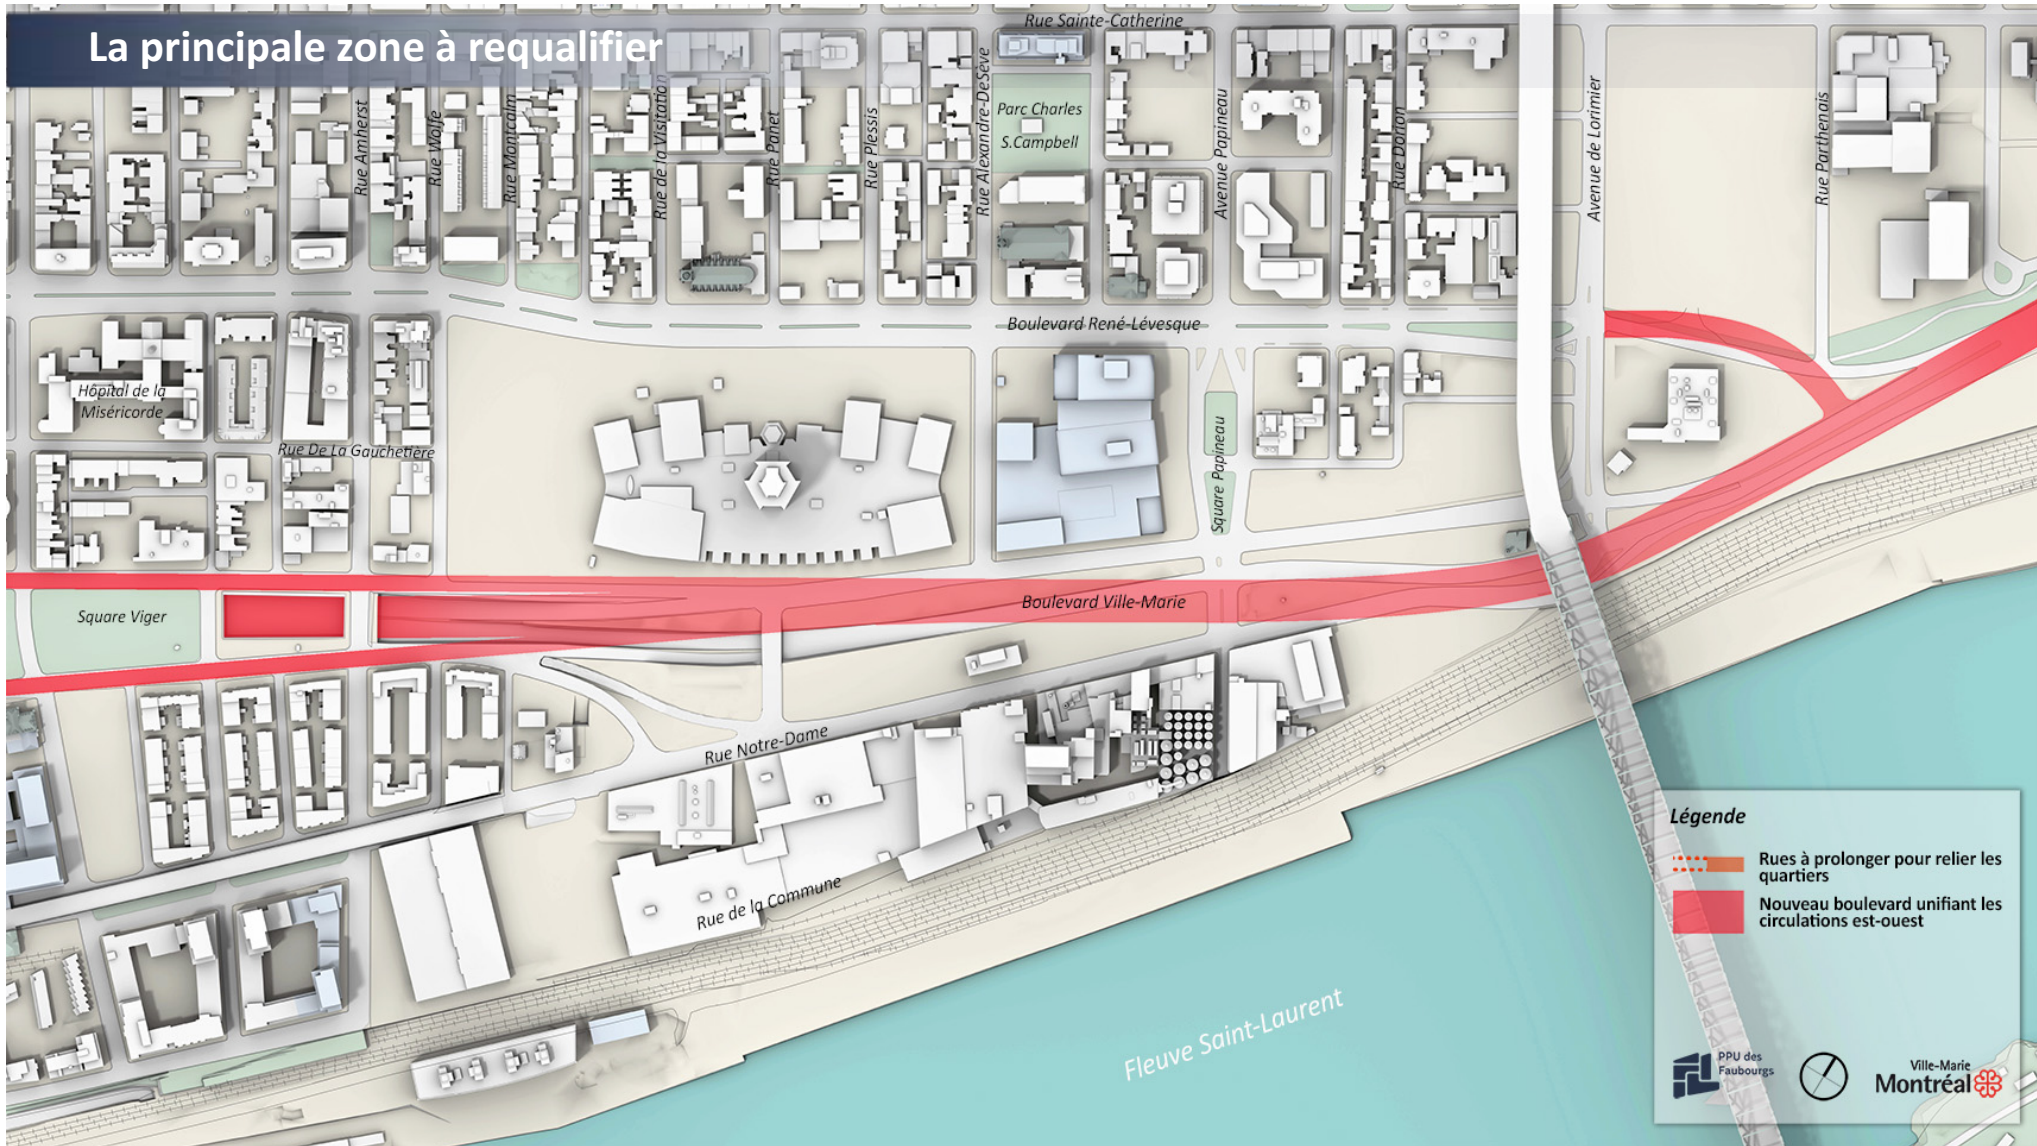 La principale zone à requalifier
Rue Sainte-Catherine
Rue Amherst
Rue Wolfe
Rue Montcalm
Rue de la Visitation
Rue Panet
Rue Plessis
Rue Alexandre-DeSève
Parc Charles
S.Campbell
Avenue Papineau
Rue Dorion
Avenue de Lorimier
Rue Parthenais
Boulevard René-Lévesque
Hôpital de la
Miséricorde
Rue De La Gauchetière
Square Papineau
Square Viger
Boulevard Ville-Marie
Rue Notre-Dame
Rue de la Commune
Fleuve Saint-Laurent
Légende
Rues à prolonger pour relier les
quartiers
Nouveau boulevard unifiant les
circulations est-ouest
PPU des
Faubourgs
Ville-Marie
Montréal